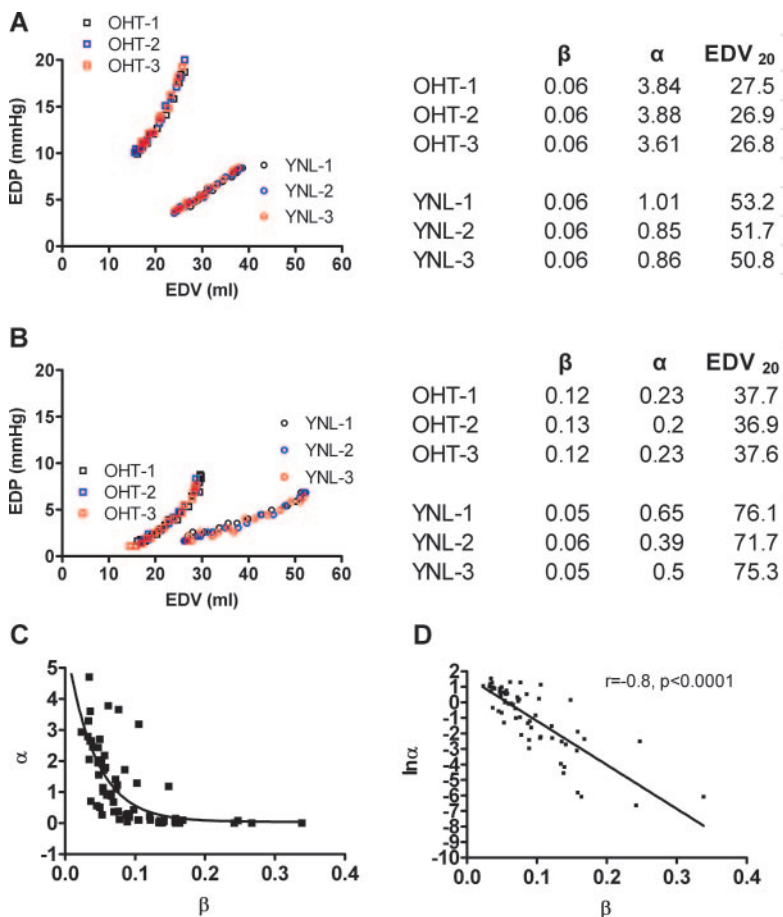 A
OHT-1
OHT-2
OHT-3
20
15
10
5
0
EDP (mmHg)
YNL-1
YNL-2
YNL-3
0 10 20 30 40 50 60
EDV (ml)
β α EDV 20
OHT-1 0.06 3.84 27.5
OHT-2 0.06 3.88 26.9
OHT-3 0.06 3.61 26.8
YNL-1 0.06 1.01 53.2
YNL-2 0.06 0.85 51.7
YNL-3 0.06 0.86 50.8
B
20
15
10
5
0
EDP (mmHg)
OHT-1
OHT-2
OHT-3
YNL-1
YNL-2
YNL-3
0 10 20 30 40 50 60
EDV (ml)
β α EDV 20
OHT-1 0.12 0.23 37.7
OHT-2 0.13 0.2 36.9
OHT-3 0.12 0.23 37.6
YNL-1 0.05 0.65 76.1
YNL-2 0.06 0.39 71.7
YNL-3 0.05 0.5 75.3
C
5
4
3
2
1
0
-1
α
0.0 0.1 0.2 0.3 0.4
β
D
2
1
0
-1
-2
-3
-4
-5
-6
-7
-8
-9
-10
lnα
r=-0.8, p<0.0001
0.0 0.1 0.2 0.3 0.4
β